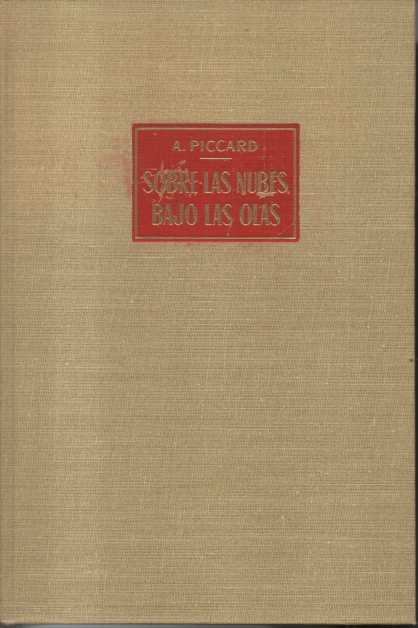 A. PICCARD
SOBRE LAS NUBES,
BAJO LAS OLAS